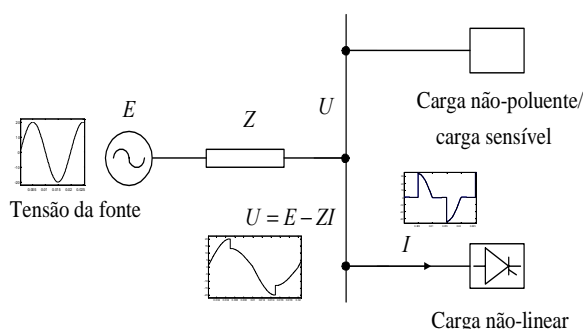 E
Z
U
Carga não-poluente/
carga sensível
Tensão da fonte
U = E – ZI
I
Carga não-linear